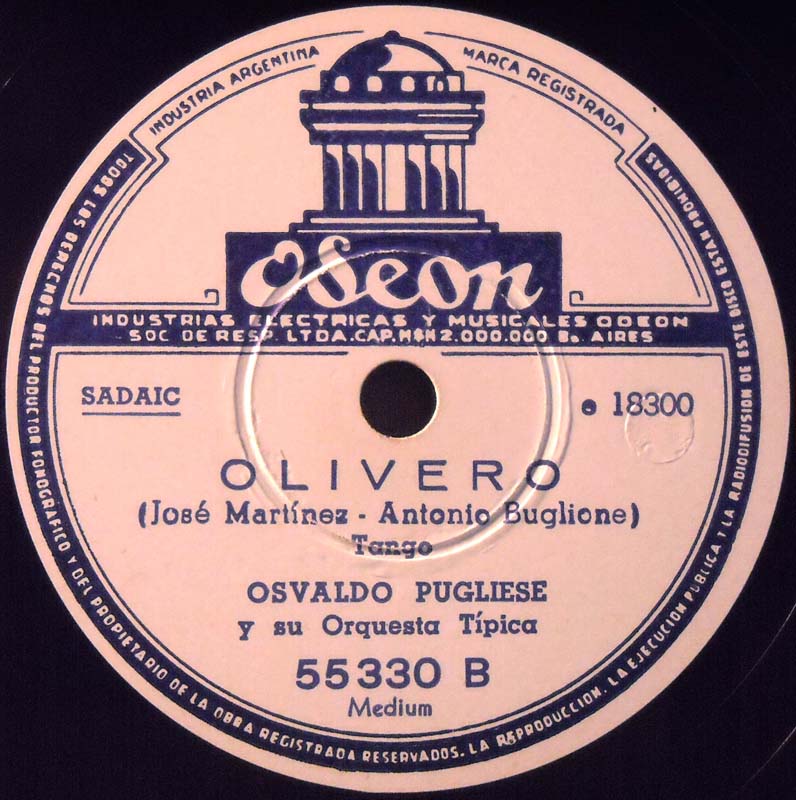 INDUSTRIA ARGENTINA
MARCA REGISTRADA
Odeon
INDUSTRIAS ELECTRICAS Y MUSICALES ODEON
SOC DE RESP. LTDA. CAP. M$N 2.000.000 Bs. AIRES
SADAIC
e 18300
OLIVERO
(José Martínez - Antonio Buglione)
Tango
OSVALDO PUGLIESE
y su Orquesta Típica
55330 B
Medium
TODOS LOS DERECHOS DEL PRODUCTOR FONOGRAFICO Y DEL PROPIETARIO DE LA OBRA REGISTRADA RESERVADOS. LA REPRODUCCION. LA EJECUCION PUBLICA Y LA RADIODIFUSION DE ESTE DISCO ESTAN PROHIBIDAS